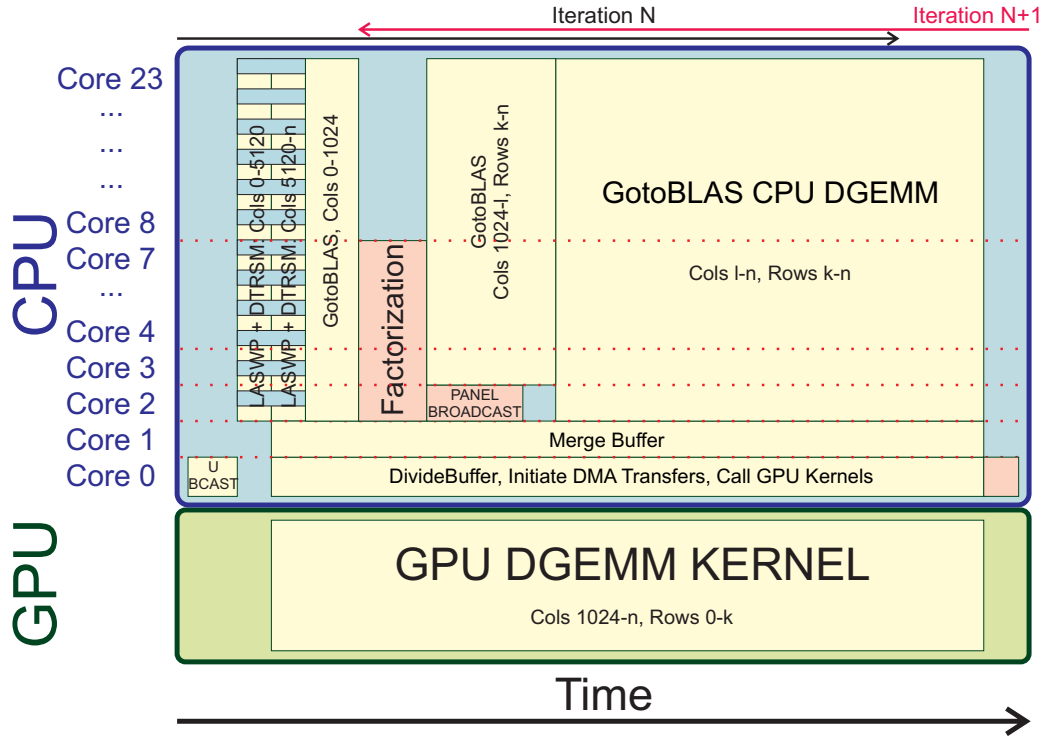 Iteration N
Iteration N+1
CPU
Core 23
...
...
...
Core 8
Core 7
...
Core 4
Core 3
Core 2
Core 1
Core 0
LASWP + DTRSM: Cols 0-5120
LASWP + DTRSM: Cols 5120-n
GotoBLAS, Cols 0-1024
Factorization
GotoBLAS
Cols 1024-l, Rows k-n
PANEL
BROADCAST
GotoBLAS CPU DGEMM
Cols l-n, Rows k-n
Merge Buffer
U
BCAST
DivideBuffer, Initiate DMA Transfers, Call GPU Kernels
GPU
GPU DGEMM KERNEL
Cols 1024-n, Rows 0-k
Time